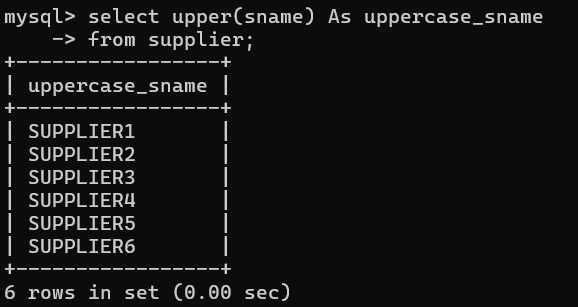 mysql> select upper(sname) As uppercase_sname
    -> from supplier;
+-----------------+
| uppercase_sname |
+-----------------+
| SUPPLIER1       |
| SUPPLIER2       |
| SUPPLIER3       |
| SUPPLIER4       |
| SUPPLIER5       |
| SUPPLIER6       |
+-----------------+
6 rows in set (0.00 sec)